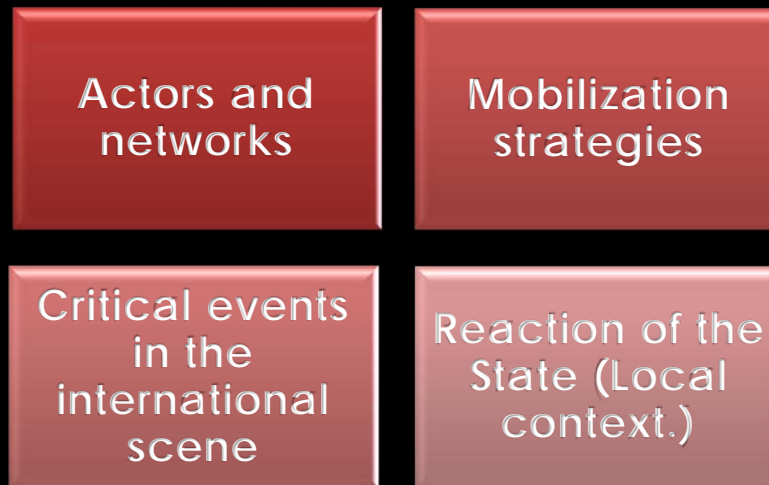 Actors and
networks
Mobilization
strategies
Critical events
in the
international
scene
Reaction of the
State (Local
context.)